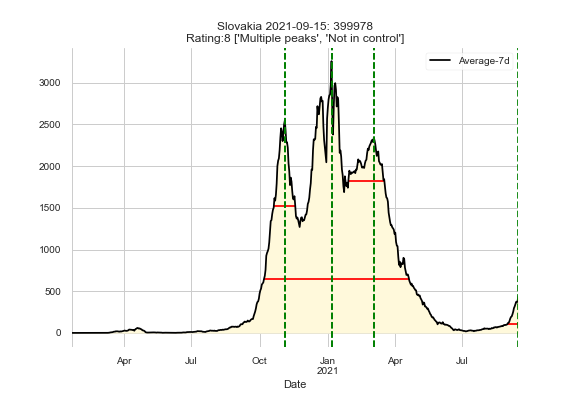 Slovakia 2021-09-15: 399978
Rating:8 ['Multiple peaks', 'Not in control']
Average-7d
3000
2500
2000
1500
1000
500
0
Apr Jul Oct Jan Apr Jul
2021
Date